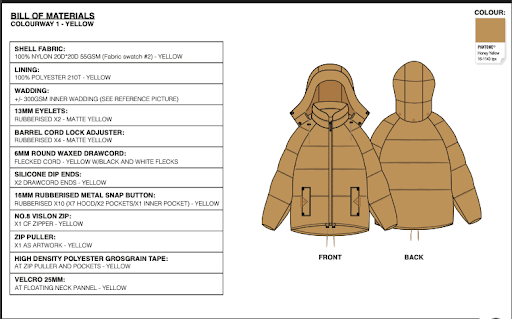 BILL OF MATERIALS
COLOURWAY 1 - YELLOW
COLOUR:
PANTONE®
Honey Yellow
16-1143 tpx
SHELL FABRIC:
100% NYLON 20D*20D 55GSM (Fabric swatch #2) - YELLOW
LINING:
100% POLYESTER 210T - YELLOW
WADDING:
+/- 300GSM INNER WADDING (SEE REFERENCE PICTURE)
13MM EYELETS:
RUBBERISED X2 - MATTE YELLOW
BARREL CORD LOCK ADJUSTER:
RUBBERISED X4 - MATTE YELLOW
6MM ROUND WAXED DRAWCORD:
FLECKED CORD - YELLOW W/BLACK AND WHITE FLECKS
SILICONE DIP ENDS:
X2 DRAWCORD ENDS - YELLOW
16MM RUBBERISED METAL SNAP BUTTON:
RUBBERISED X10 (X7 HOOD/X2 POCKETS/X1 INNER POCKET) - YELLOW
NO.8 VISLON ZIP:
X1 CF ZIPPER - YELLOW
ZIP PULLER:
X1 AS ARTWORK - YELLOW
HIGH DENSITY POLYESTER GROSGRAIN TAPE:
AT ZIP PULLER AND POCKETS - YELLOW
VELCRO 25MM:
AT FLOATING NECK PANNEL - YELLOW
FRONT
BACK